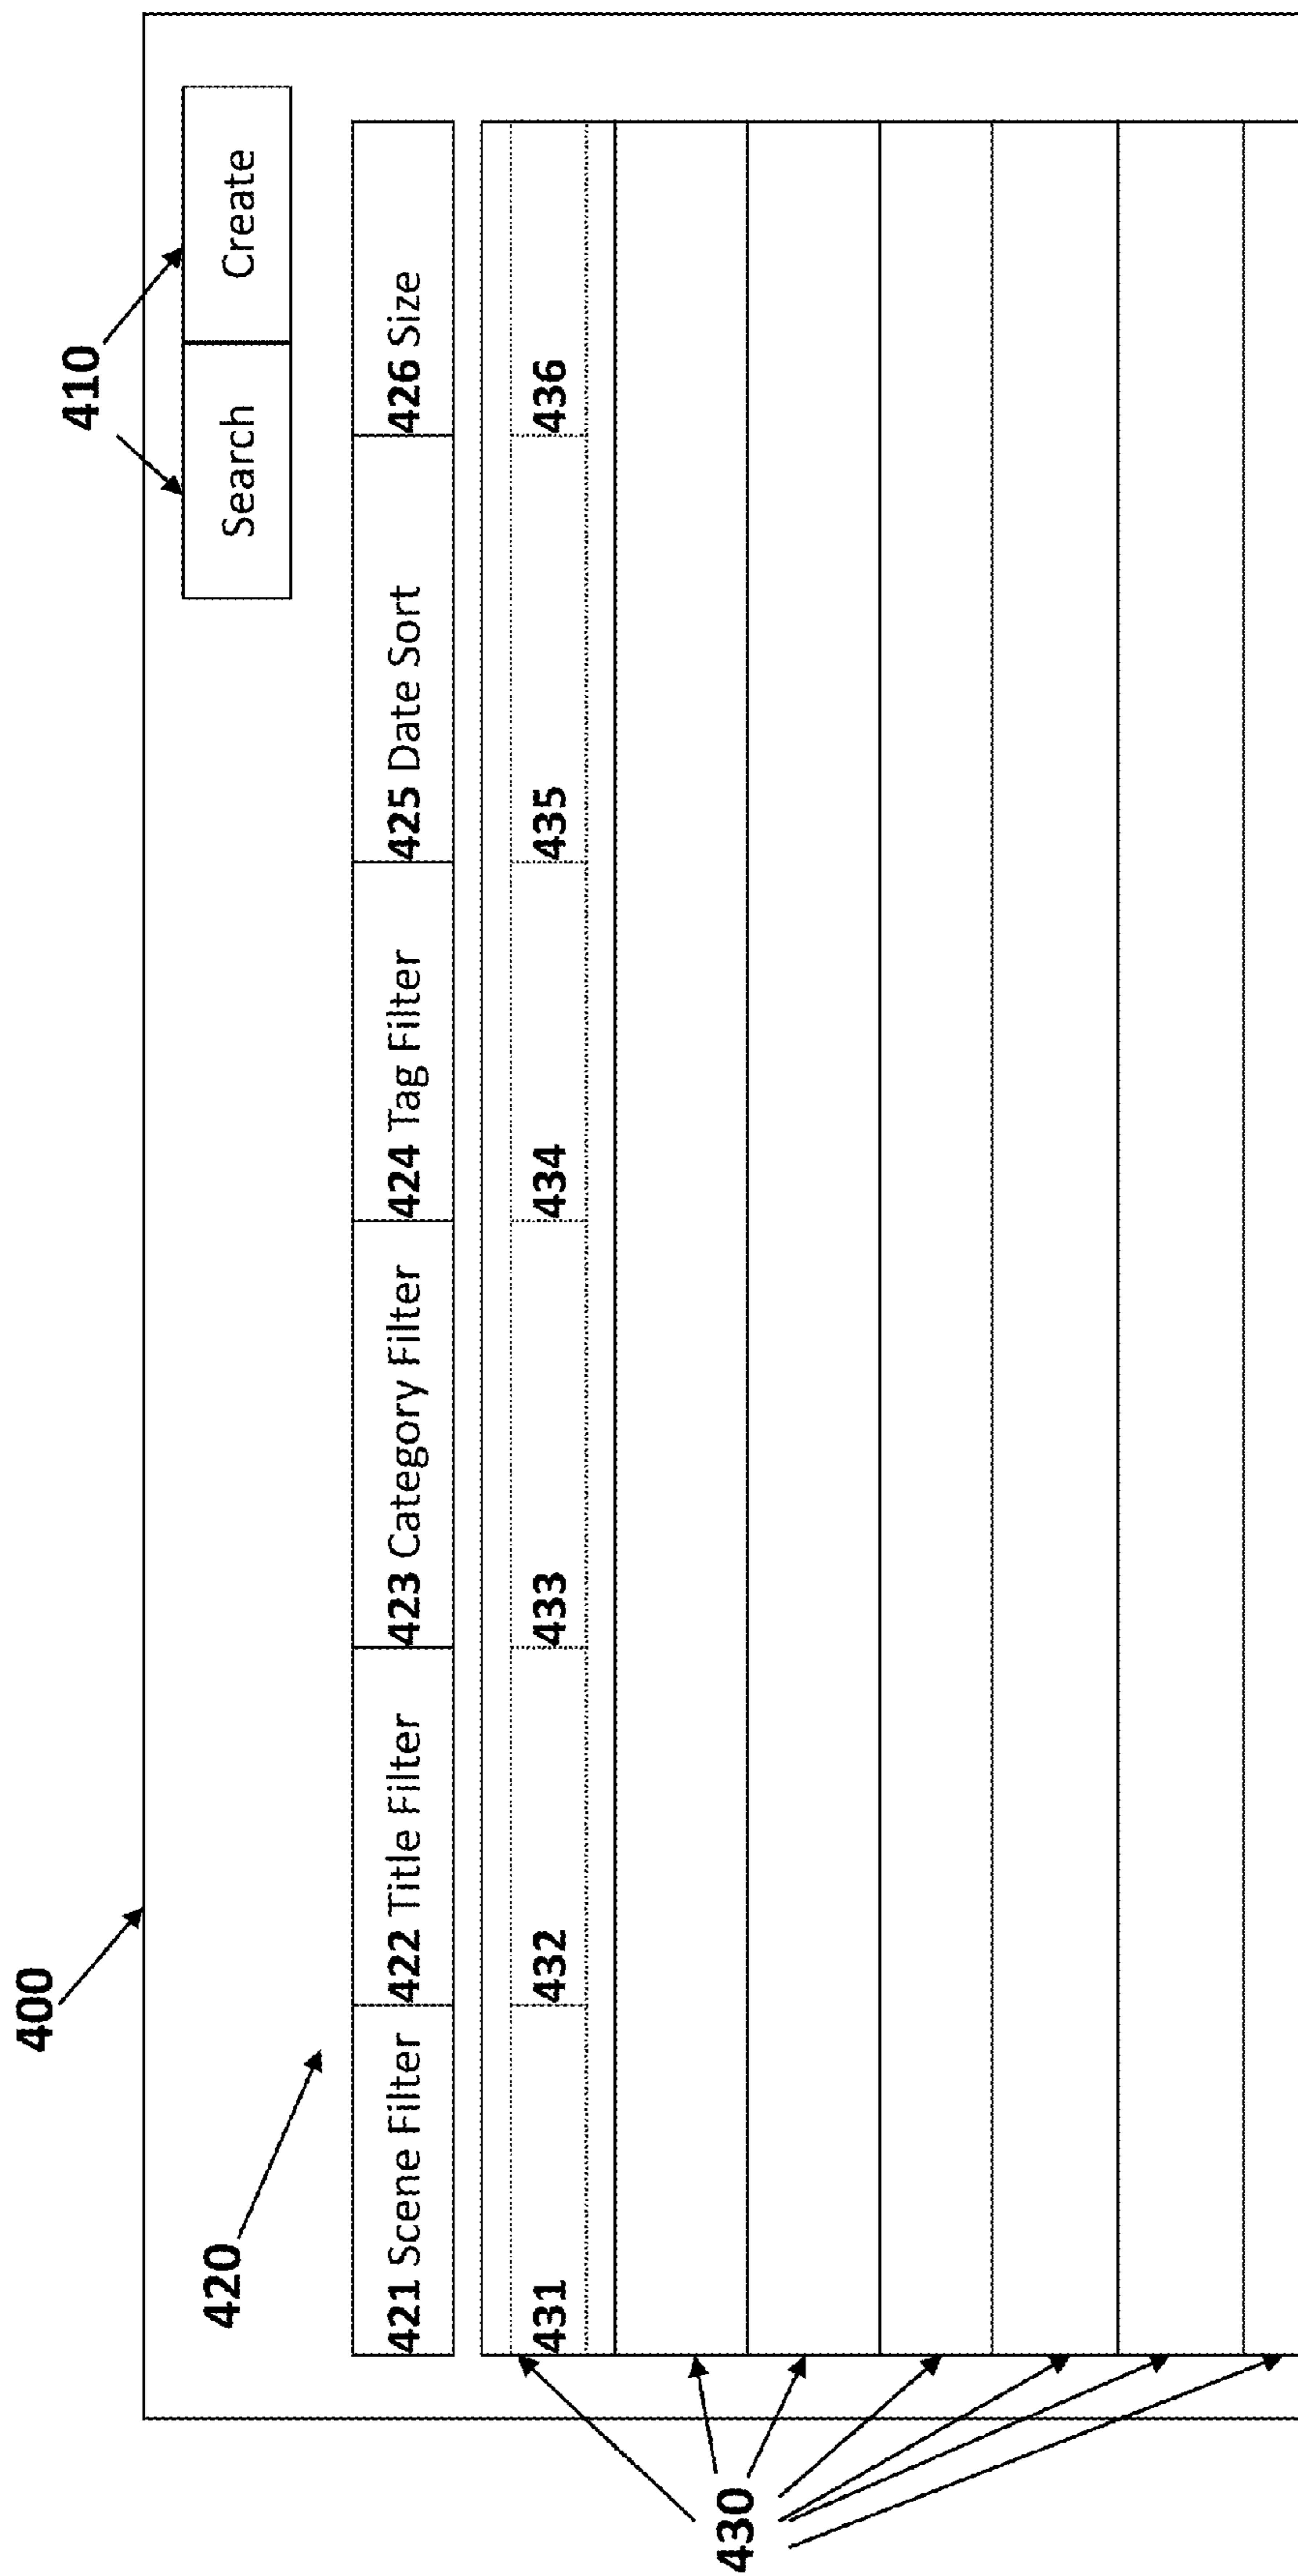 400
410
Search Create
420
421 Scene Filter 422 Title Filter 423 Category Filter 424 Tag Filter 425 Date Sort 426 Size
431 432 433 434 435 436
430